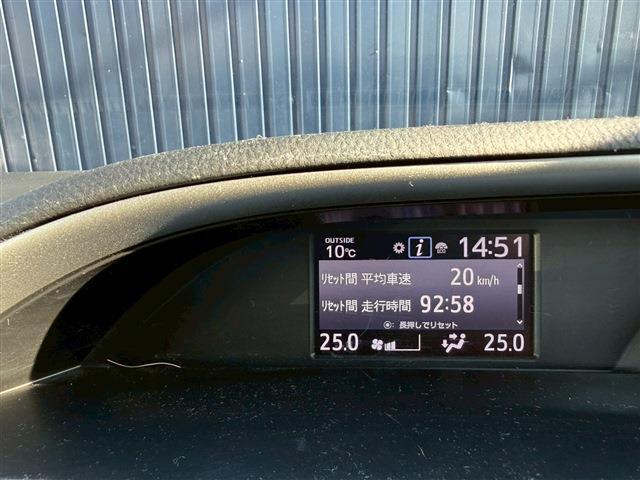 OUTSIDE
10℃
i
ECO
14:51
ﾘｾｯﾄ間 平均車速 20 km/h
ﾘｾｯﾄ間 走行時間 92:58
◉: 長押しでリセット
25.0
25.0